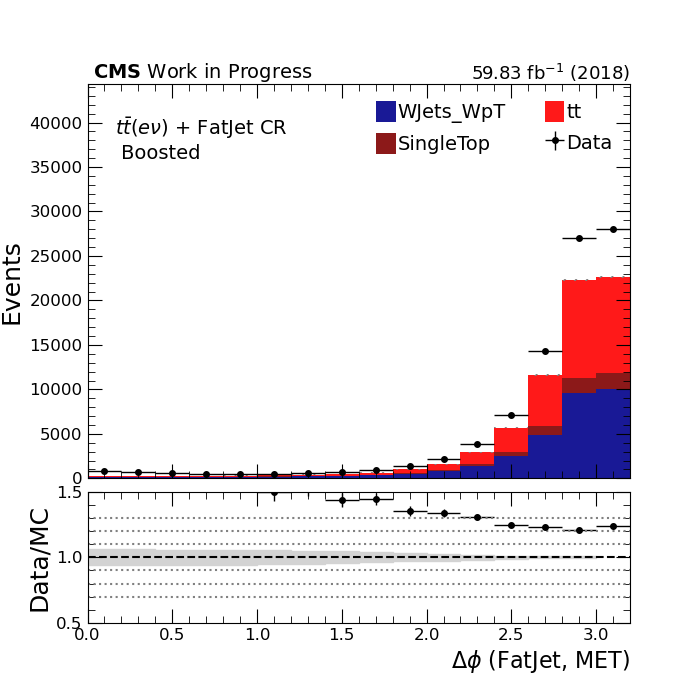 CMS Work in Progress 59.83 fb⁻¹ (2018)
tt̄(eν) + FatJet CR
Boosted
WJets_WpT tt
SingleTop Data
Events
40000
35000
30000
25000
20000
15000
10000
5000
0
Data/MC
1.5
1.0
0.5
0.0 0.5 1.0 1.5 2.0 2.5 3.0
Δϕ (FatJet, MET)